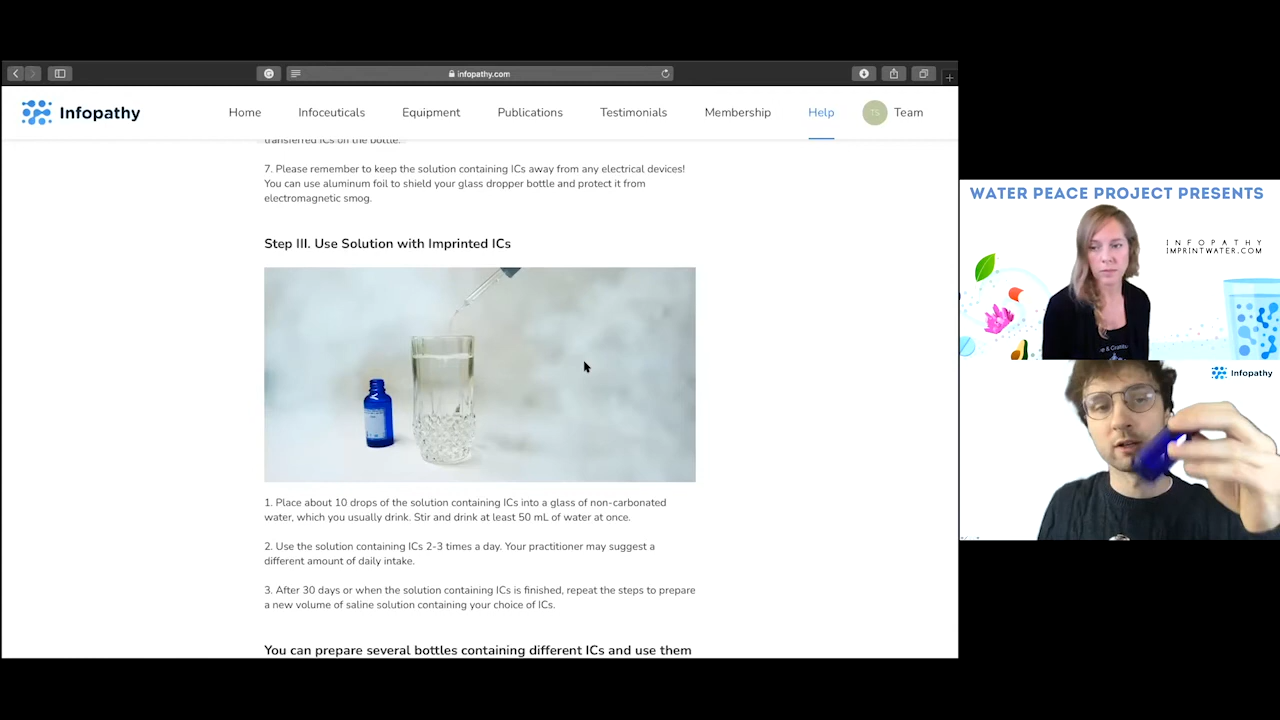 infopathy.com
Infopathy
Home
Infoceuticals
Equipment
Publications
Testimonials
Membership
Help
TS
Team
transferred ICs on the bottle.
7. Please remember to keep the solution containing ICs away from any electrical devices!
You can use aluminum foil to shield your glass dropper bottle and protect it from
electromagnetic smog.
Step III. Use Solution with Imprinted ICs
1. Place about 10 drops of the solution containing ICs into a glass of non-carbonated
water, which you usually drink. Stir and drink at least 50 mL of water at once.
2. Use the solution containing ICs 2-3 times a day. Your practitioner may suggest a
different amount of daily intake.
3. After 30 days or when the solution containing ICs is finished, repeat the steps to prepare
a new volume of saline solution containing your choice of ICs.
You can prepare several bottles containing different ICs and use them
WATER PEACE PROJECT PRESENTS
INFOPATHY
IMPRINTWATER.COM
Infopathy